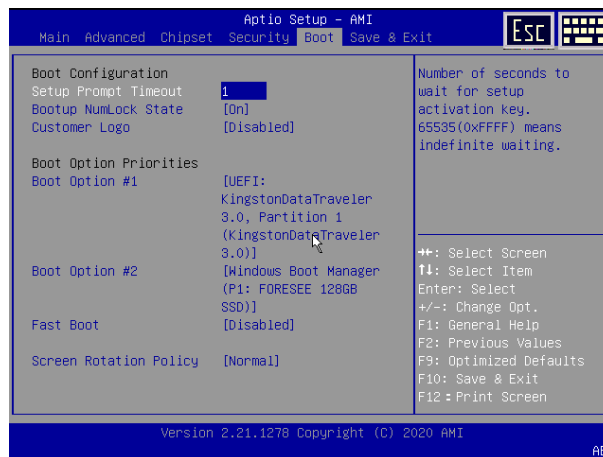 Aptio Setup – AMI
Main Advanced Chipset Security Boot Save & Exit
Esc
Boot Configuration
Setup Prompt Timeout 1
Bootup NumLock State [On]
Customer Logo [Disabled]
Boot Option Priorities
Boot Option #1 [UEFI:
KingstonDataTraveler
3.0, Partition 1
(KingstonDataTraveler
3.0)]
Boot Option #2 [Windows Boot Manager
(P1: FORESEE 128GB
SSD)]
Fast Boot [Disabled]
Screen Rotation Policy [Normal]
Number of seconds to
wait for setup
activation key.
65535(0xFFFF) means
indefinite waiting.
→←: Select Screen
↑↓: Select Item
Enter: Select
+/-: Change Opt.
F1: General Help
F2: Previous Values
F9: Optimized Defaults
F10: Save & Exit
F12 : Print Screen
Version 2.21.1278 Copyright (C) 2020 AMI